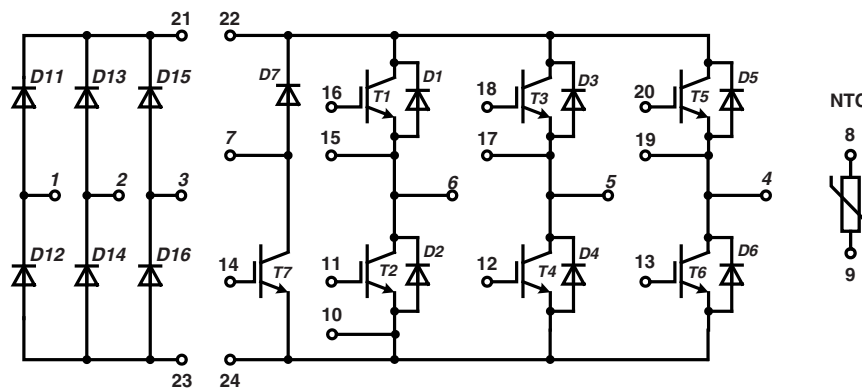 21 22
D11 D13 D15 D7 D1 D3 D5
16 T1 18 T3 20 T5 NTC
7 15 17 19 8
1 2 3 6 5 4
D12 D14 D16 D2 D4 D6
14 T7 11 T2 12 T4 13 T6 9
10
23 24